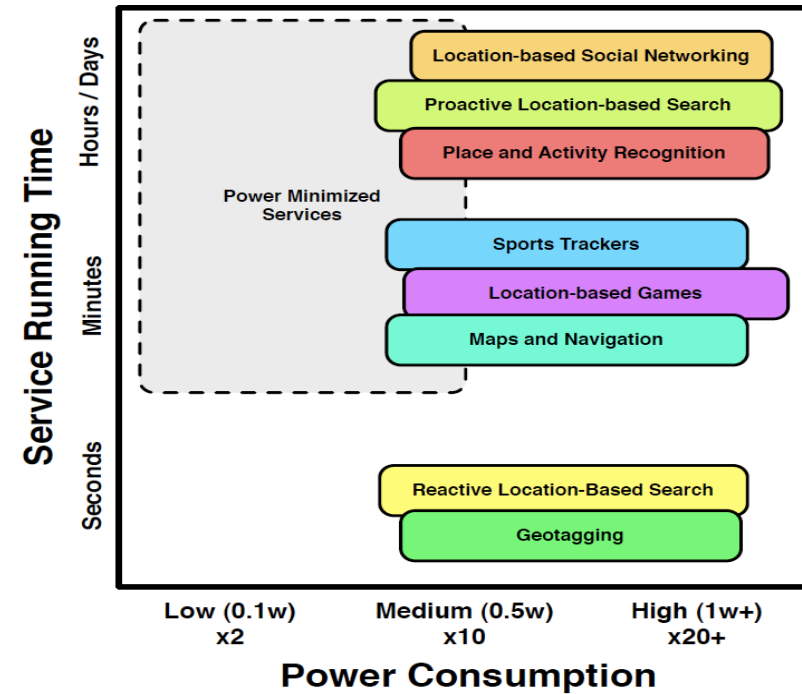 Service Running Time
Hours / Days
Minutes
Seconds
Location-based Social Networking
Proactive Location-based Search
Place and Activity Recognition
Power Minimized
Services
Sports Trackers
Location-based Games
Maps and Navigation
Reactive Location-Based Search
Geotagging
Low (0.1w)
x2
Medium (0.5w)
x10
High (1w+)
x20+
Power Consumption